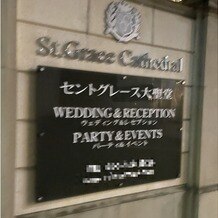 St.Grace Cathedral
セントグレース大聖堂
WEDDING & RECEPTION
ウェディング&レセプション
PARTY & EVENTS
パーティ&イベント